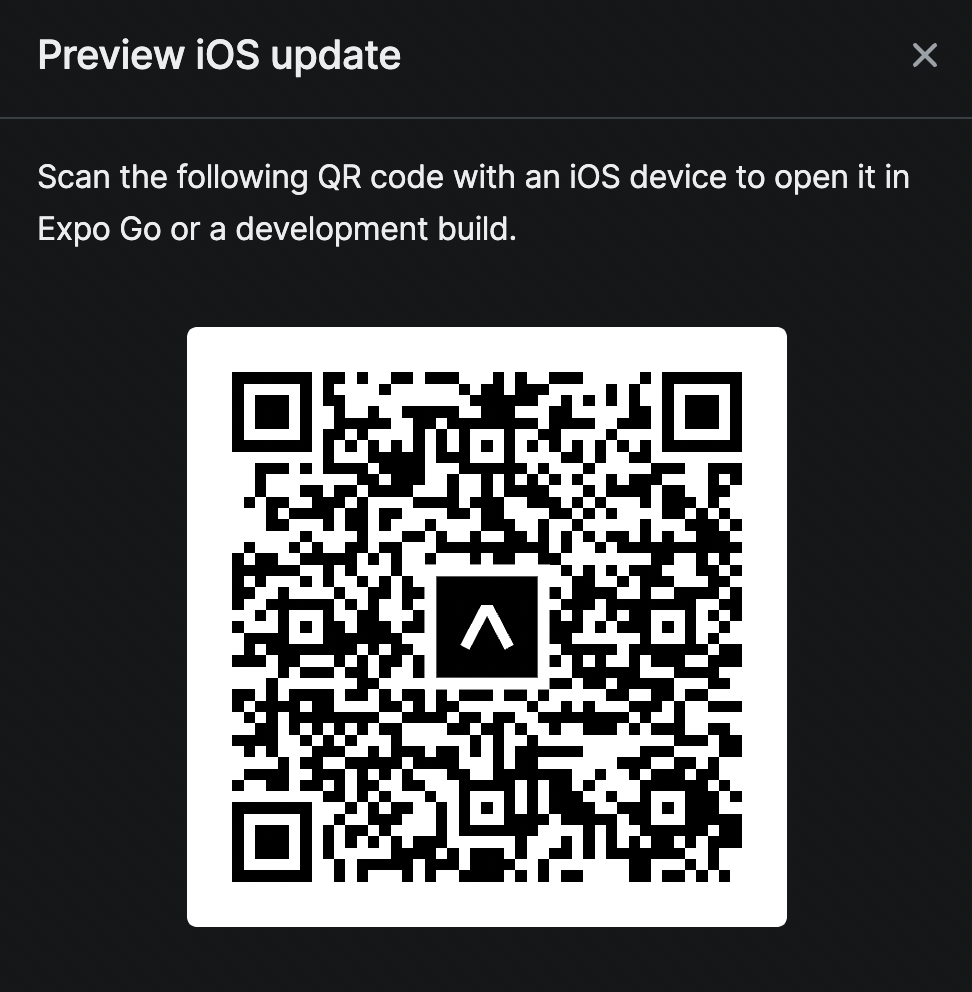 Preview iOS update
Scan the following QR code with an iOS device to open it in
Expo Go or a development build.